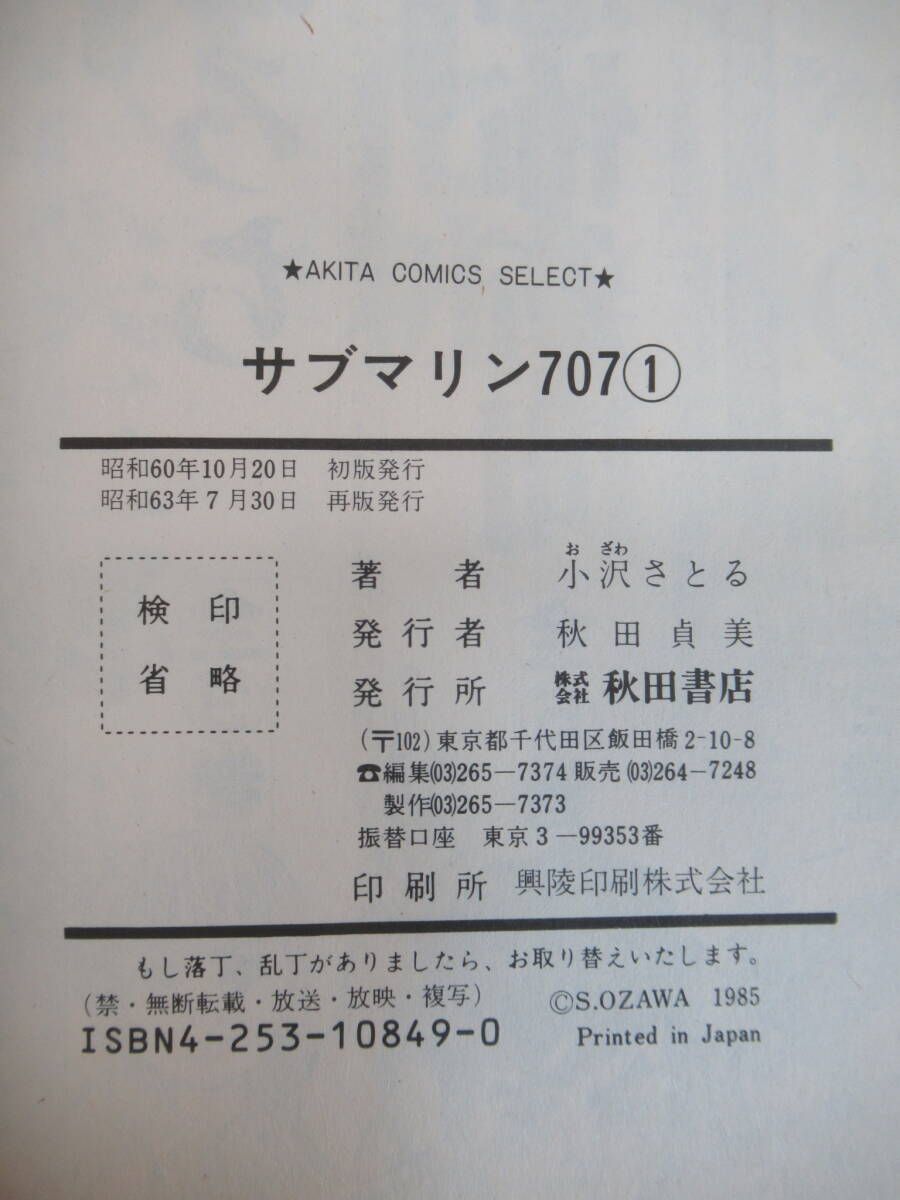 ★AKITA COMICS SELECT★
サブマリン707①
昭和60年10月20日 初版発行
昭和63年7月30日 再版発行
検印
省略
お ざわ
著者 小沢さとる
発行者 秋田貞美
発行所 株式会社 秋田書店
(〒102)東京都千代田区飯田橋2-10-8
☎編集(03)265-7374 販売(03)264-7248
製作(03)265-7373
振替口座 東京3-99353番
印刷所 興陵印刷株式会社
もし落丁、乱丁がありましたら、お取り替えいたします。
(禁・無断転載・放送・放映・複写) ©S.OZAWA 1985
ISBN4-253-10849-0 Printed in Japan